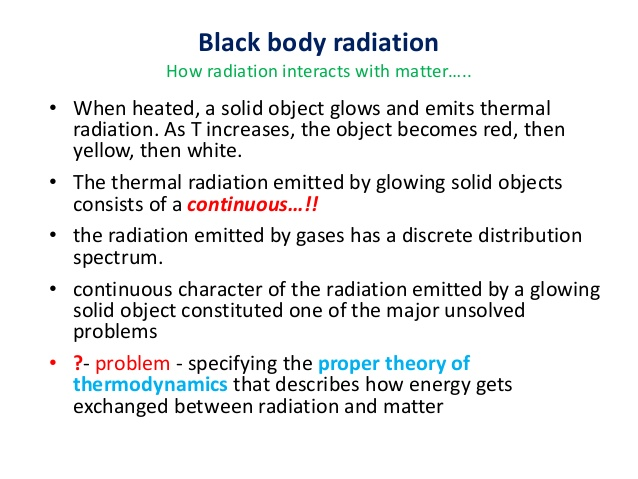 Black body radiation
How radiation interacts with matter…..
• When heated, a solid object glows and emits thermal
radiation. As T increases, the object becomes red, then
yellow, then white.
• The thermal radiation emitted by glowing solid objects
consists of a continuous…!!
• the radiation emitted by gases has a discrete distribution
spectrum.
• continuous character of the radiation emitted by a glowing
solid object constituted one of the major unsolved
problems
• ?- problem - specifying the proper theory of
thermodynamics that describes how energy gets
exchanged between radiation and matter